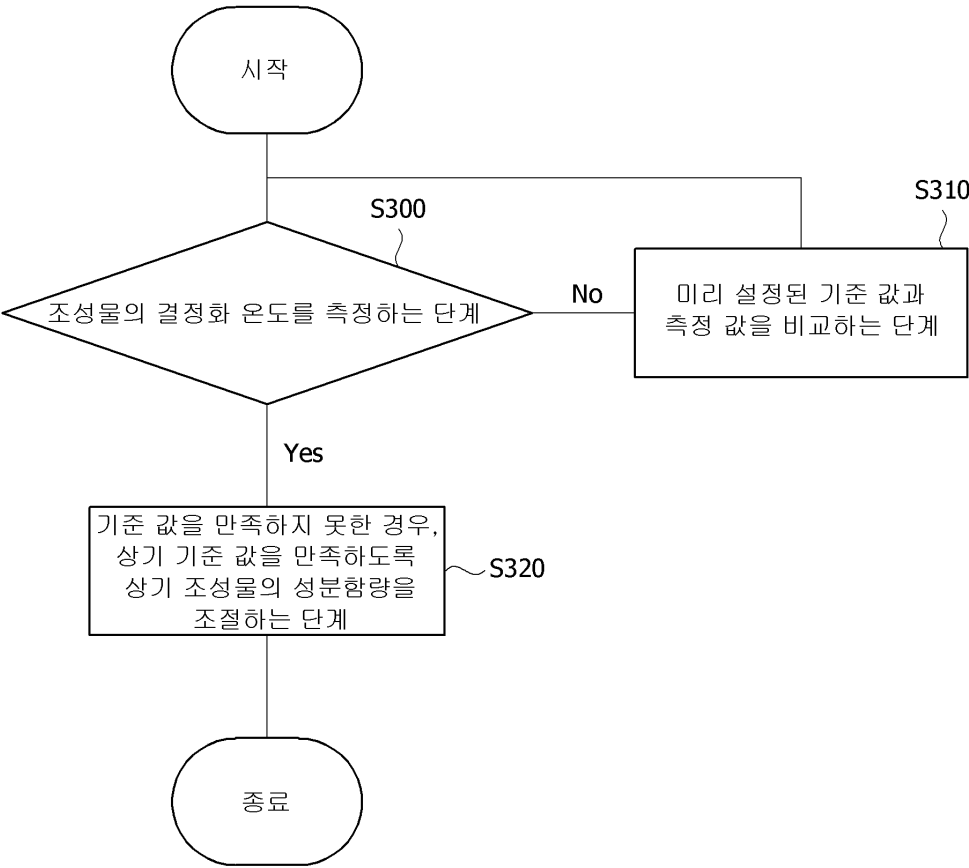 시작
S300
S310
조성물의 결정화 온도를 측정하는 단계
No
미리 설정된 기준 값과
측정 값을 비교하는 단계
Yes
기준 값을 만족하지 못한 경우,
상기 기준 값을 만족하도록
상기 조성물의 성분함량을
조절하는 단계
S320
종료